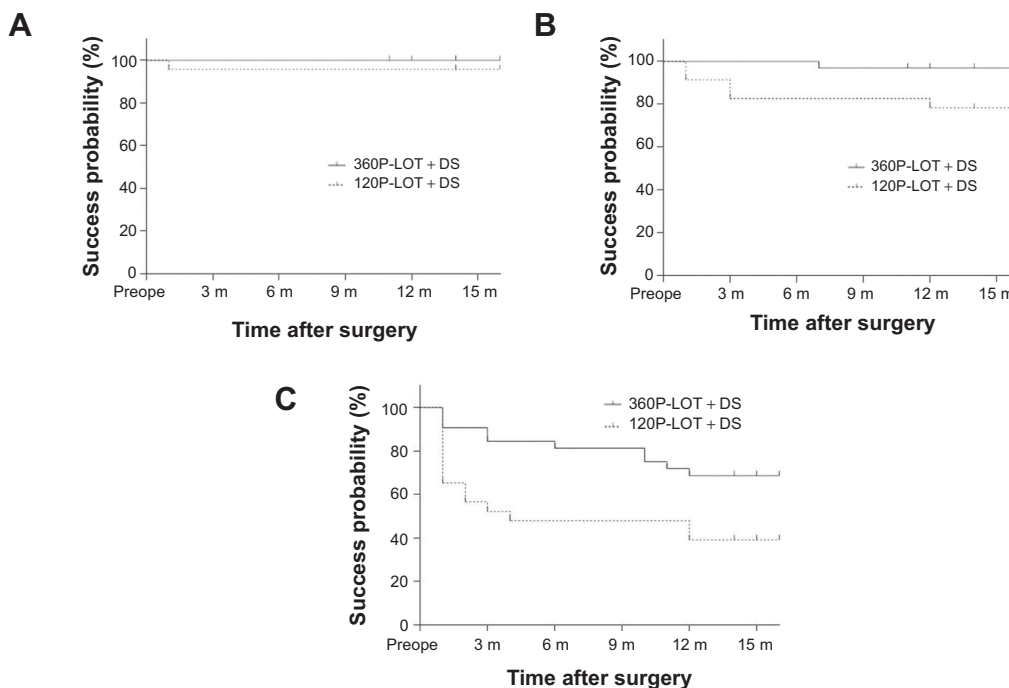 A
Success probability (%)
100
80
60
40
20
0
360P-LOT + DS
120P-LOT + DS
Preope 3 m 6 m 9 m 12 m 15 m
Time after surgery
B
Success probability (%)
100
80
60
40
20
0
360P-LOT + DS
120P-LOT + DS
Preope 3 m 6 m 9 m 12 m 15 m
Time after surgery
C
Success probability (%)
100
80
60
40
20
0
360P-LOT + DS
120P-LOT + DS
Preope 3 m 6 m 9 m 12 m 15 m
Time after surgery